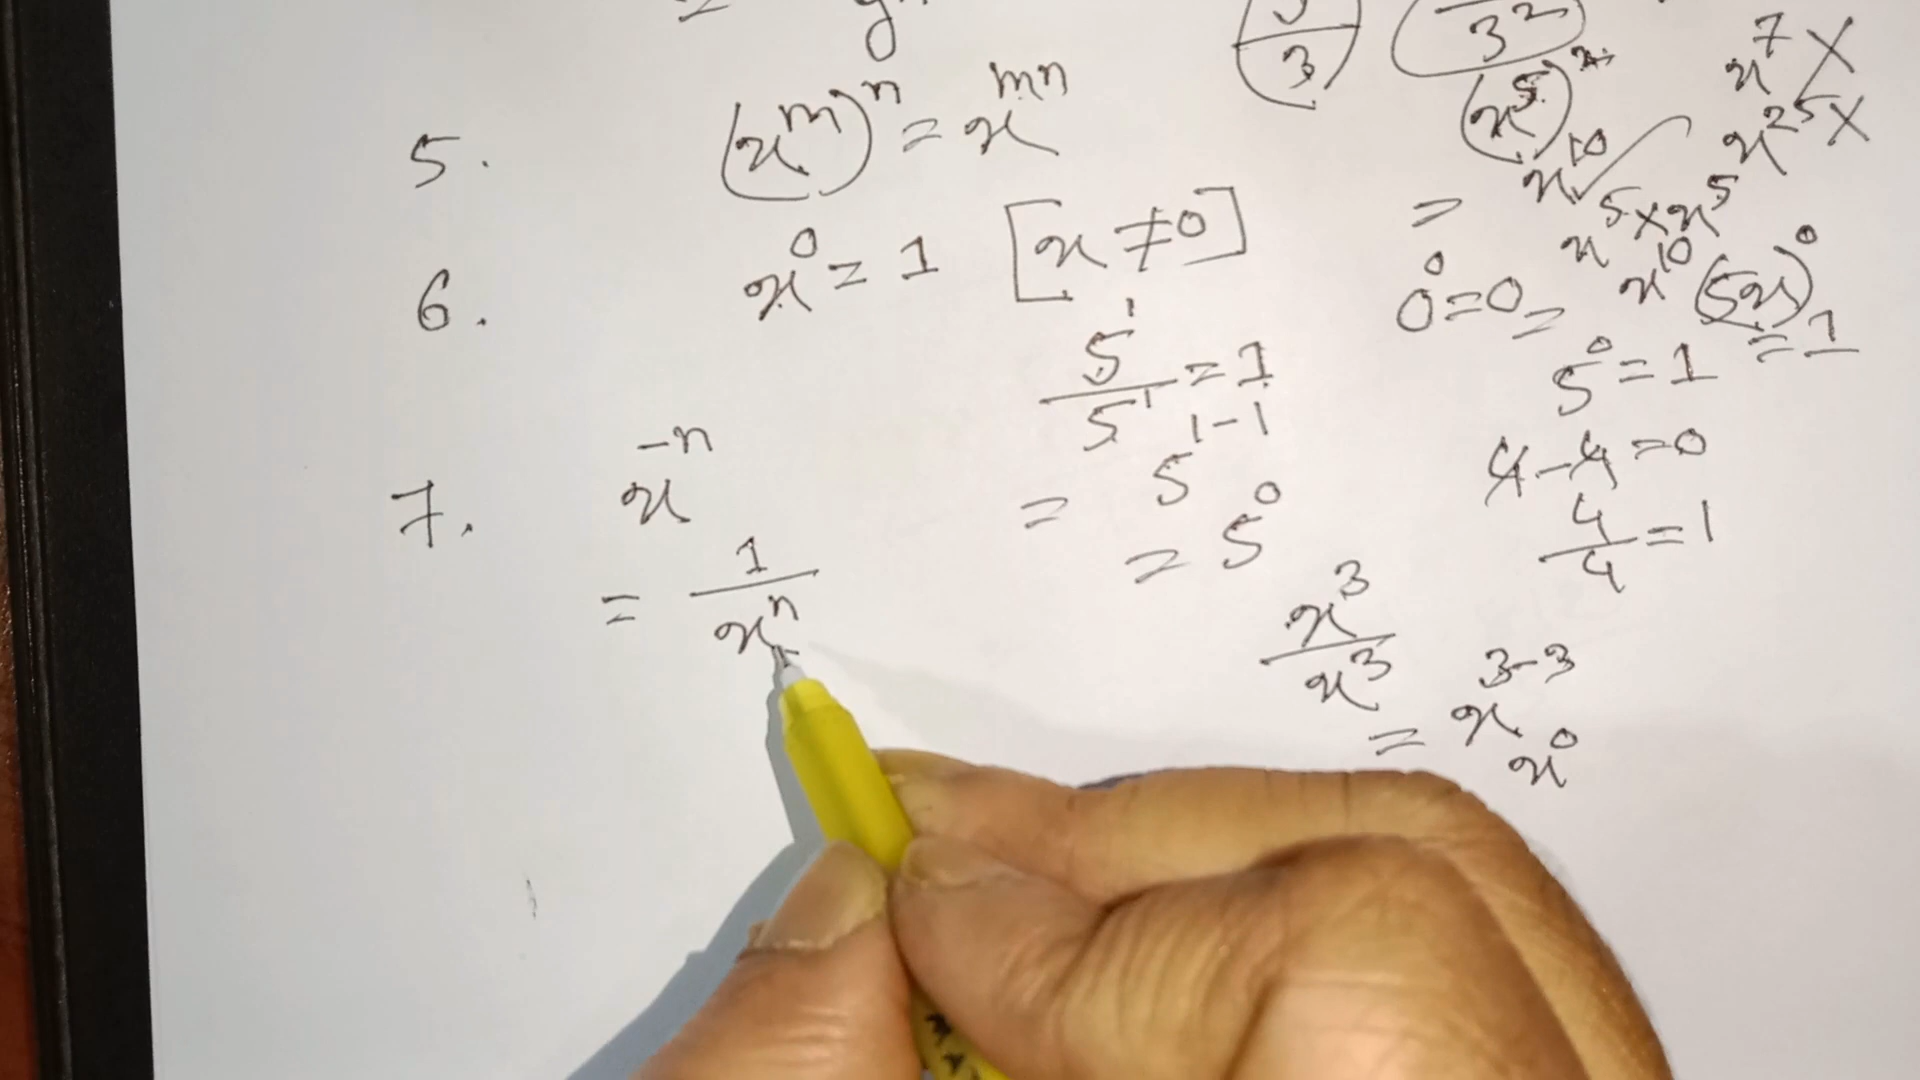 5. (x^m)^n = x^mn
6. x^0 = 1 [x ≠ 0]
5^1/5^1 = 1
= 5^1-1
= 5^0
7. x^-n
= 1/x^n
3
3^2
(x^5)
x^10 ✓
x^7 ×
x^25 ×
= x^5 × x^5
x^10
0^0 = 0
(5x)^0
= 1
5^0 = 1
4 - 4 = 0
4/4 = 1
x^3/x^3
= x^3-3
x^0